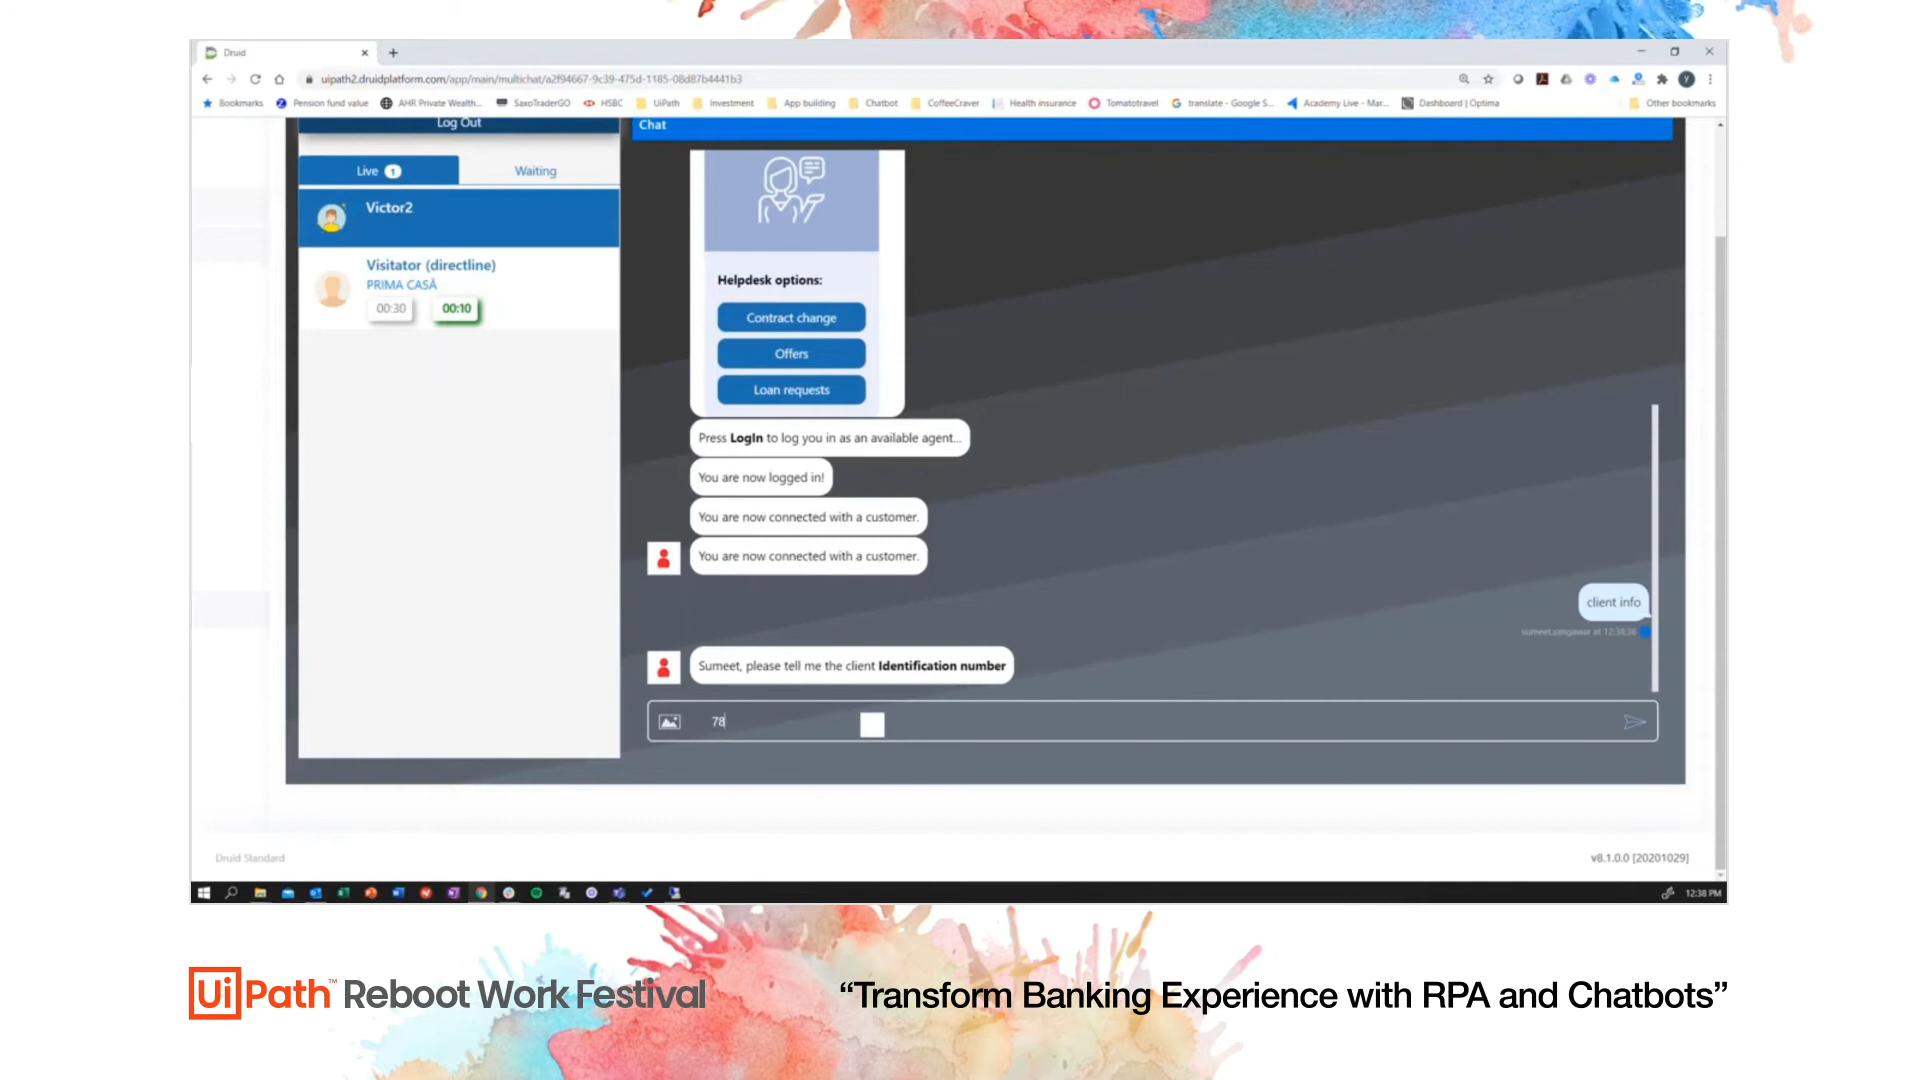 Druid
uipath2.druidplatform.com/app/main/multichat/a2f94667-9c39-475d-1185-08d87b4441b3
Bookmarks Pension fund value AHR Private Wealth... SaxoTraderGO HSBC UiPath Investment App building Chatbot CoffeeCraver Health insurance Tomatotravel translate - Google S... Academy Live - Mar... Dashboard | Optima Other bookmarks
Log Out
Chat
Live 1
Waiting
Victor2
Visitator (directline)
PRIMA CASĂ
00:30 00:10
Helpdesk options:
Contract change
Offers
Loan requests
Press LogIn to log you in as an available agent...
You are now logged in!
You are now connected with a customer.
You are now connected with a customer.
client info
sumeet.sangawar at 12:38:36
Sumeet, please tell me the client Identification number
78
Druid Standard
v8.1.0.0 [20201029]
12:38 PM
UiPath™ Reboot Work Festival
“Transform Banking Experience with RPA and Chatbots”